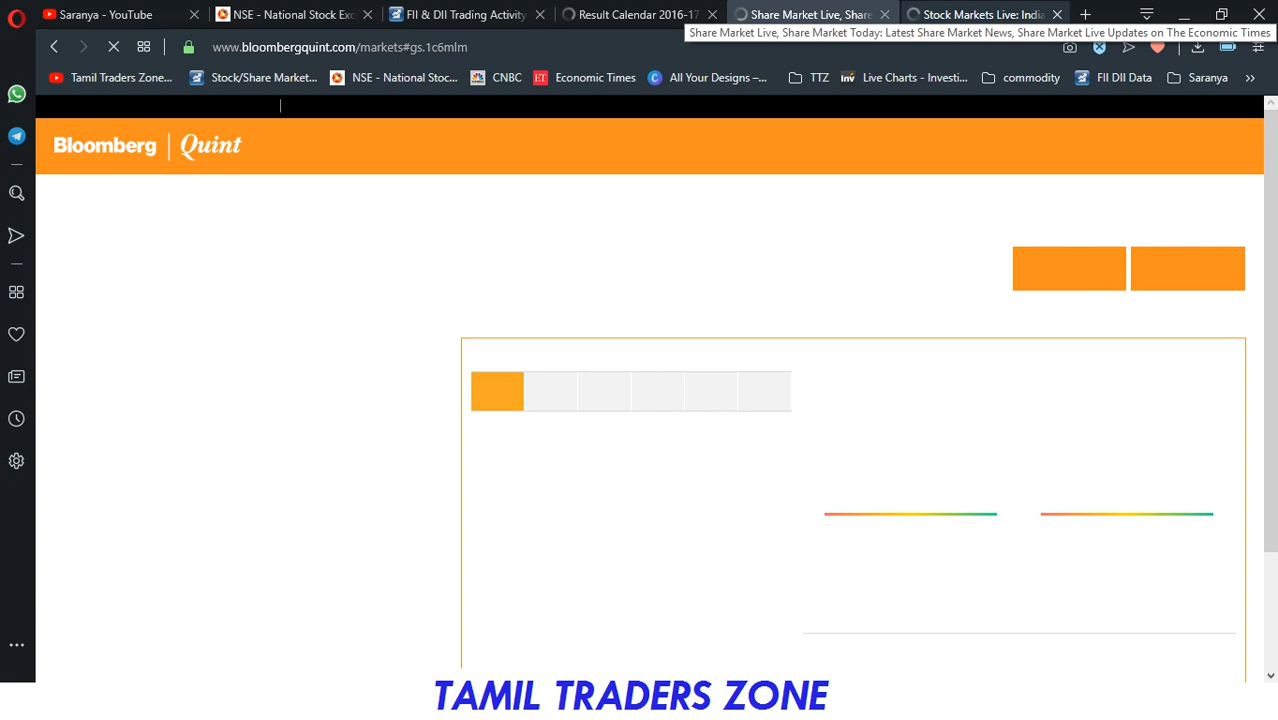 Saranya - YouTube
NSE - National Stock Exc
FII & DII Trading Activity
Result Calendar 2016-17
Share Market Live, Share
Stock Markets Live: India
Share Market Live, Share Market Today: Latest Share Market News, Share Market Live Updates on The Economic Times
www.bloombergquint.com/markets#gs.1c6mlm
Tamil Traders Zone...
Stock/Share Market...
NSE - National Stoc...
CNBC
ET Economic Times
All Your Designs –...
TTZ
Inv Live Charts - Investi...
commodity
FII DII Data
Saranya
Bloomberg | Quint
TAMIL TRADERS ZONE